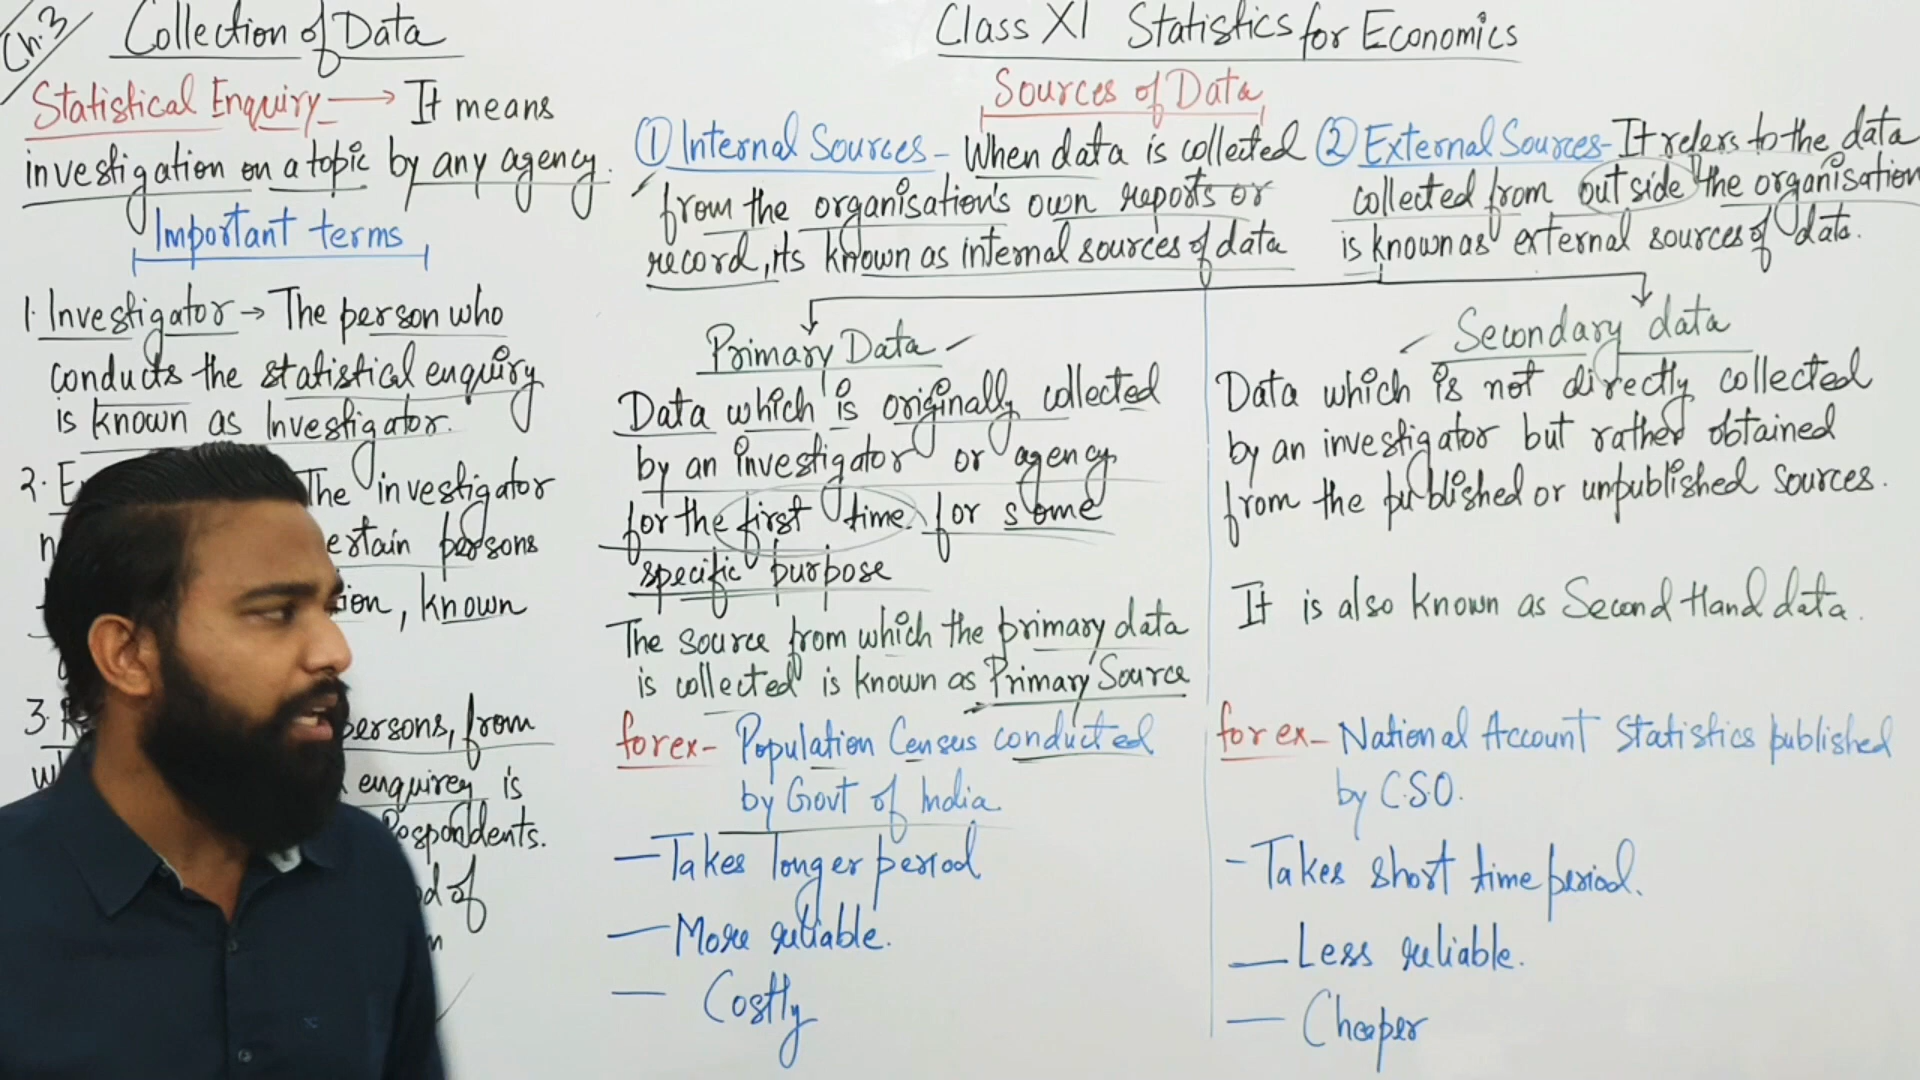 Ch.3
Collection of Data
Statistical Enquiry → It means
investigation on a topic by any agency.
Important terms
1. Investigator → The person who
conducts the statistical enquiry
is known as Investigator.
2. The investigator
ertain persons
ion, known
3. persons, from
enquirey is
Respondents.
od of
Class XI Statistics for Economics
Sources of Data
① Internal Sources - When data is collected
from the organisation's own reports or
record, its known as internal sources of data
② External Sources - It refers to the data
collected from outside the organisation
is known as external sources of data.
Primary Data
Data which is originally collected
by an investigator or agency
for the first time for some
specific purpose
The source from which the primary data
is collected is known as Primary Source
for ex- Population Census conducted
by Govt of India
— Takes longer period
— More reliable.
— Costly
Secondary data
Data which is not directly collected
by an investigator but rather obtained
from the published or unpublished sources.
It is also known as Second Hand data.
for ex- National Account Statistics published
by C.S.O.
- Takes short time period.
— Less reliable.
— Cheaper